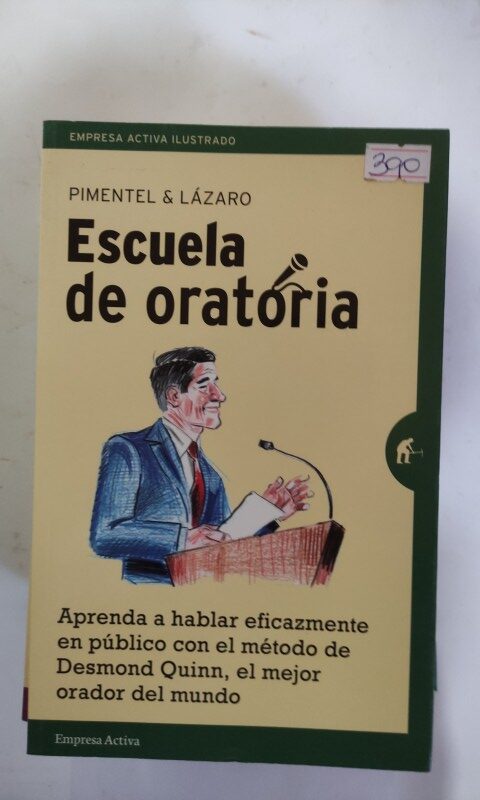 EMPRESA ACTIVA ILUSTRADO
390
PIMENTEL & LÁZARO
Escuela
de oratoria
Aprenda a hablar eficazmente
en público con el método de
Desmond Quinn, el mejor
orador del mundo
Empresa Activa